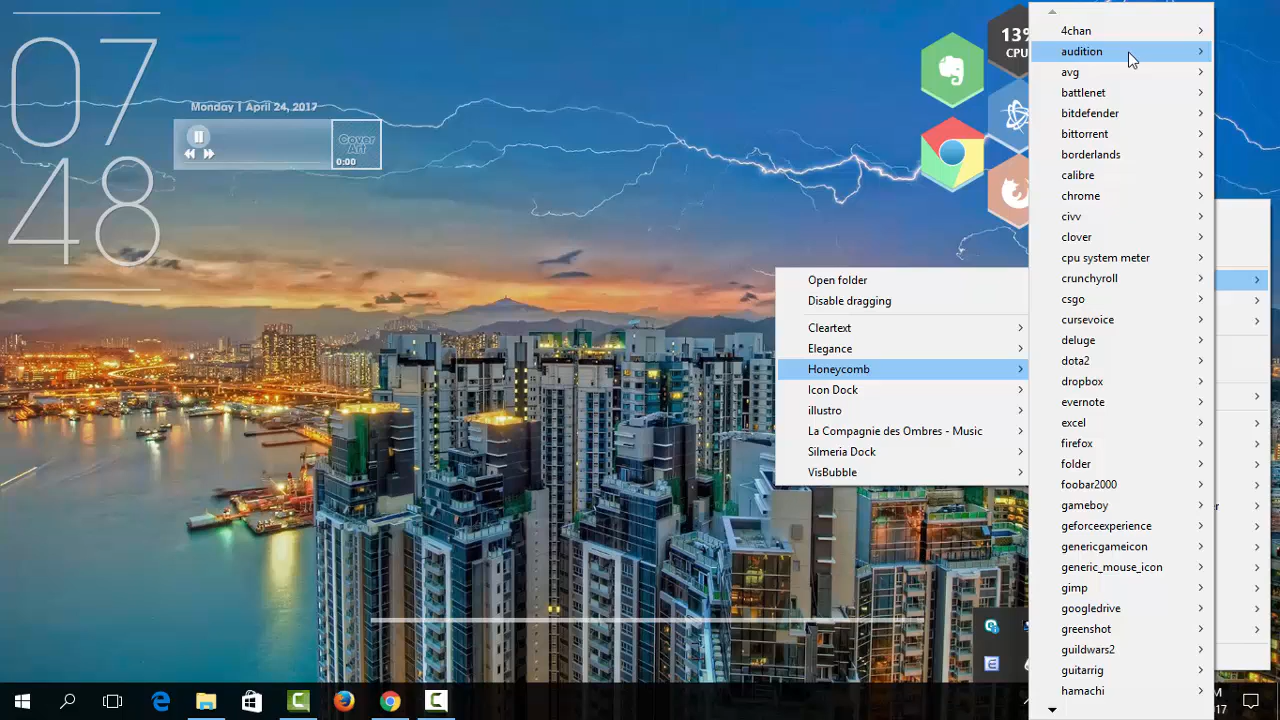 07
48
Monday | April 24, 2017
Cover
Art
0:00
13%
CPU
Open folder
Disable dragging
Cleartext
Elegance
Honeycomb
Icon Dock
illustro
La Compagnie des Ombres - Music
Silmeria Dock
VisBubble
4chan
audition
avg
battlenet
bitdefender
bittorrent
borderlands
calibre
chrome
civv
clover
cpu system meter
crunchyroll
csgo
cursevoice
deluge
dota2
dropbox
evernote
excel
firefox
folder
foobar2000
gameboy
geforceexperience
genericgameicon
generic_mouse_icon
gimp
googledrive
greenshot
guildwars2
guitarrig
hamachi
r
M
017